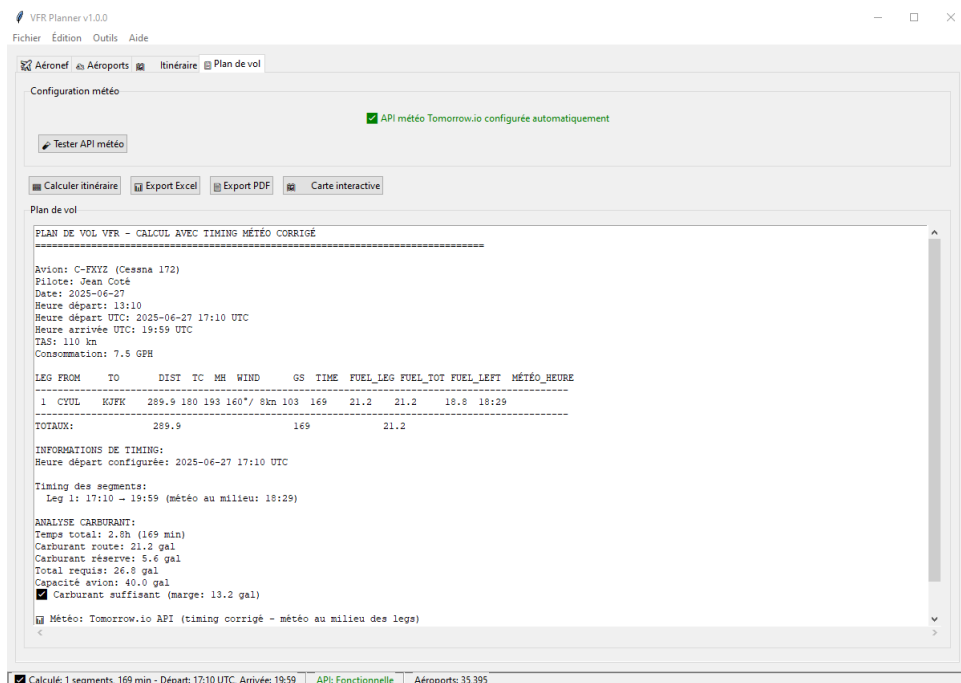 VFR Planner v1.0.0
Fichier Édition Outils Aide
Aéronef Aéroports Itinéraire Plan de vol
Configuration météo
API météo Tomorrow.io configurée automatiquement
Tester API météo
Calculer itinéraire Export Excel Export PDF Carte interactive
Plan de vol
PLAN DE VOL VFR - CALCUL AVEC TIMING MÉTÉO CORRIGÉ
================================================================================
Avion: C-FXYZ (Cessna 172)
Pilote: Jean Coté
Date: 2025-06-27
Heure départ: 13:10
Heure départ UTC: 2025-06-27 17:10 UTC
Heure arrivée UTC: 19:59 UTC
TAS: 110 kn
Consommation: 7.5 GPH
LEG FROM TO DIST TC MH WIND GS TIME FUEL_LEG FUEL_TOT FUEL_LEFT MÉTÉO_HEURE
-----------------------------------------------------------------------------------------------
1 CYUL KJFK 289.9 180 193 160°/ 8kn 103 169 21.2 21.2 18.8 18:29
-----------------------------------------------------------------------------------------------
TOTAUX: 289.9 169 21.2
INFORMATIONS DE TIMING:
Heure départ configurée: 2025-06-27 17:10 UTC
Timing des segments:
Leg 1: 17:10 → 19:59 (météo au milieu: 18:29)
ANALYSE CARBURANT:
Temps total: 2.8h (169 min)
Carburant route: 21.2 gal
Carburant réserve: 5.6 gal
Total requis: 26.8 gal
Capacité avion: 40.0 gal
Carburant suffisant (marge: 13.2 gal)
Météo: Tomorrow.io API (timing corrigé - météo au milieu des legs)
Calculé: 1 segments, 169 min - Départ: 17:10 UTC, Arrivée: 19:59 API: Fonctionnelle Aéroports: 35,395